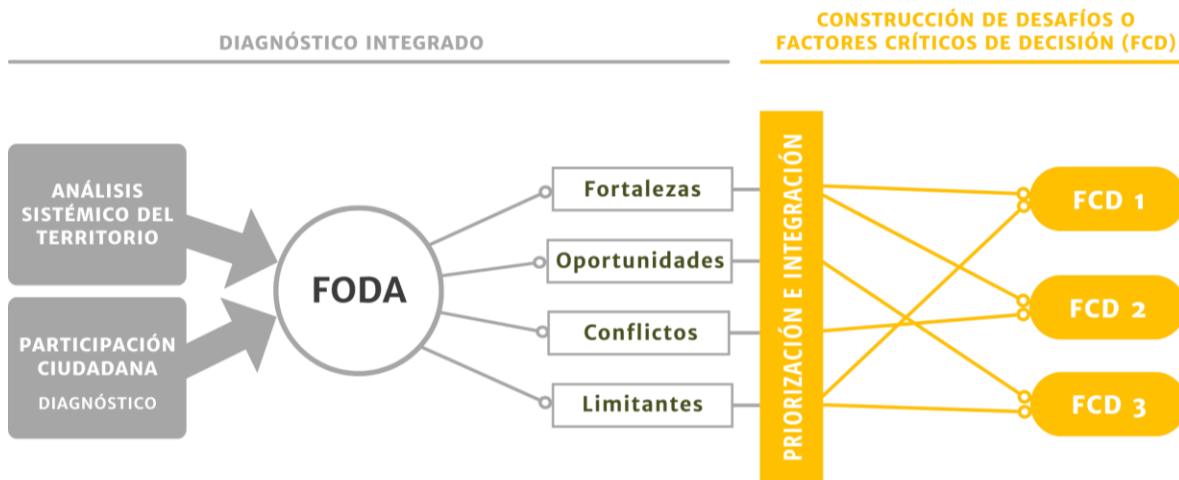 DIAGNÓSTICO INTEGRADO
CONSTRUCCIÓN DE DESAFÍOS O
FACTORES CRÍTICOS DE DECISIÓN (FCD)
ANÁLISIS
SISTÉMICO DEL
TERRITORIO
PARTICIPACIÓN
CIUDADANA
DIAGNÓSTICO
FODA
Fortalezas
Oportunidades
Conflictos
Limitantes
PRIORIZACIÓN E INTEGRACIÓN
FCD 1
FCD 2
FCD 3